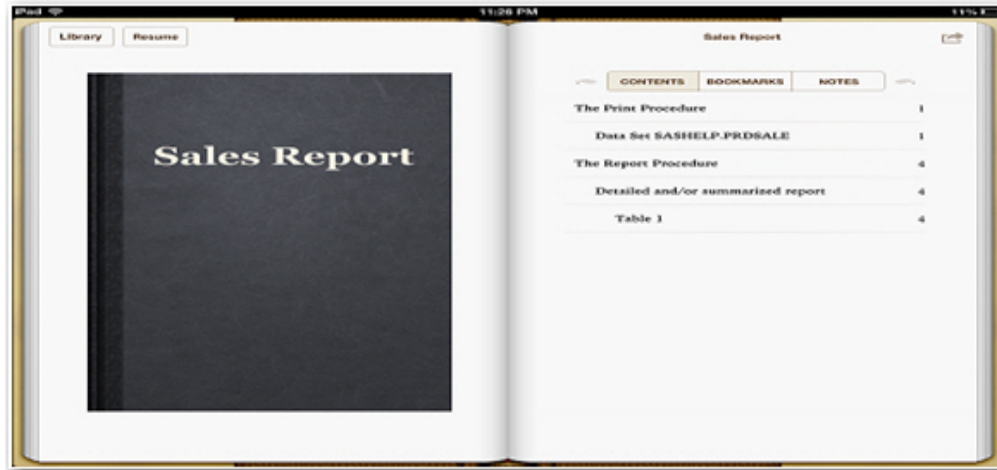 iPad 11:26 PM 11%
Library Resume
Sales Report
Sales Report
CONTENTS BOOKMARKS NOTES
The Print Procedure 1
Data Set SASHELP.PRDSALE 1
The Report Procedure 4
Detailed and/or summarized report 4
Table 1 4